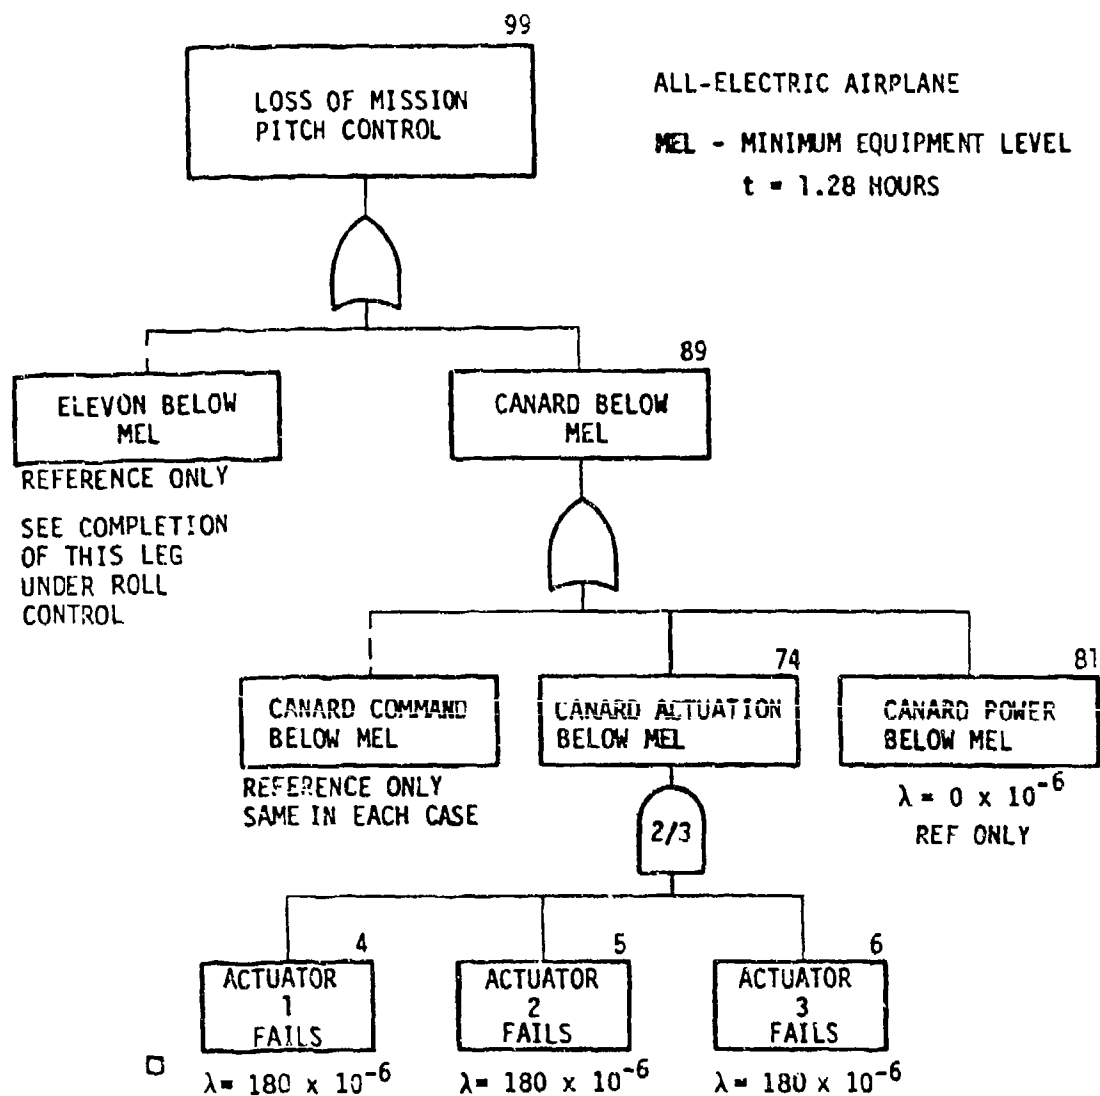 99
LOSS OF MISSION
PITCH CONTROL
ALL-ELECTRIC AIRPLANE
MEL - MINIMUM EQUIPMENT LEVEL
t = 1.28 HOURS
ELEVON BELOW
MEL
REFERENCE ONLY
SEE COMPLETION
OF THIS LEG
UNDER ROLL
CONTROL
89
CANARD BELOW
MEL
CANARD COMMAND
BELOW MEL
REFERENCE ONLY
SAME IN EACH CASE
74
CANARD ACTUATION
BELOW MEL
81
CANARD POWER
BELOW MEL
λ = 0 x 10⁻⁶
REF ONLY
2/3
4
ACTUATOR
1
FAILS
λ = 180 x 10⁻⁶
5
ACTUATOR
2
FAILS
λ = 180 x 10⁻⁶
6
ACTUATOR
3
FAILS
λ = 180 x 10⁻⁶